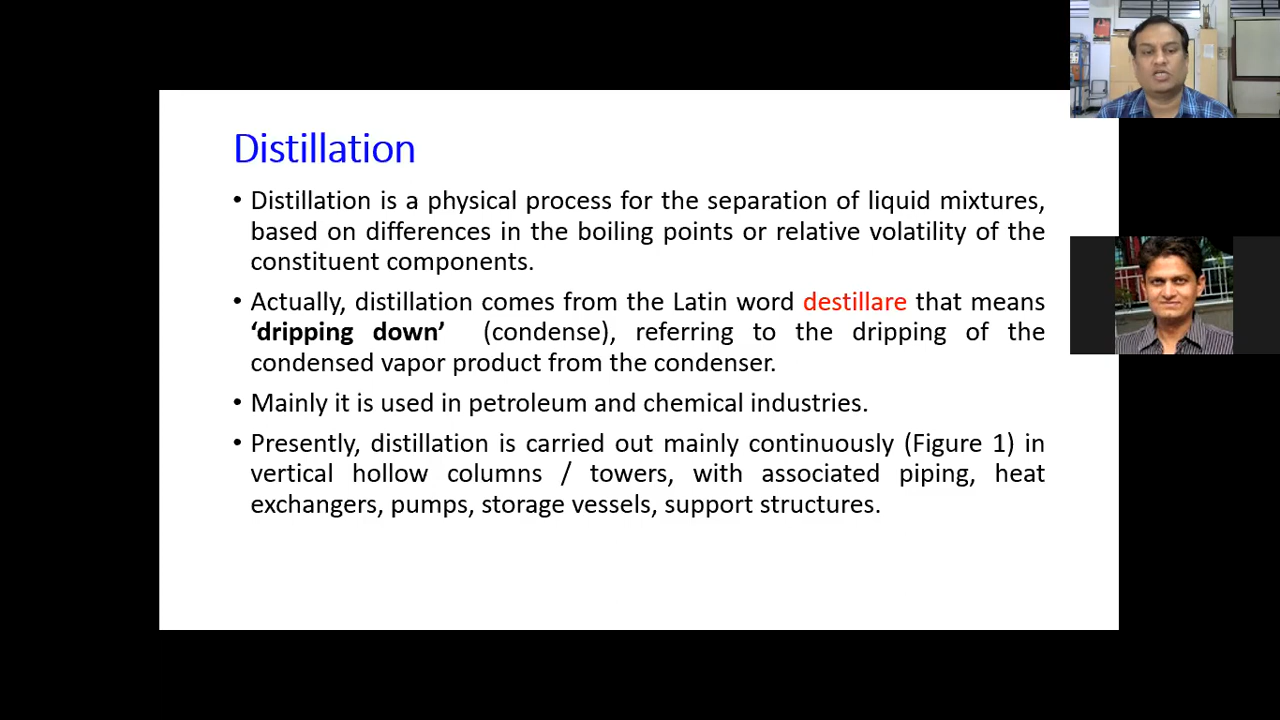 Distillation
• Distillation is a physical process for the separation of liquid mixtures,
based on differences in the boiling points or relative volatility of the
constituent components.
• Actually, distillation comes from the Latin word destillare that means
‘dripping down’ (condense), referring to the dripping of the
condensed vapor product from the condenser.
• Mainly it is used in petroleum and chemical industries.
• Presently, distillation is carried out mainly continuously (Figure 1) in
vertical hollow columns / towers, with associated piping, heat
exchangers, pumps, storage vessels, support structures.